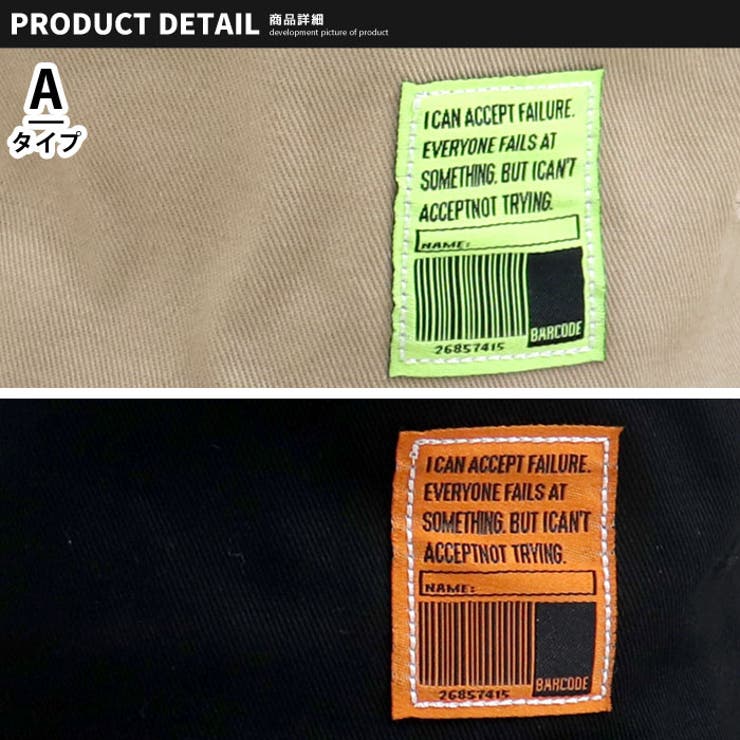 PRODUCT DETAIL 商品詳細
development picture of product
A
タイプ
I CAN ACCEPT FAILURE.
EVERYONE FAILS AT
SOMETHING. BUT ICAN'T
ACCEPTNOT TRYING.
NAME:
BARCODE
26857415
I CAN ACCEPT FAILURE.
EVERYONE FAILS AT
SOMETHING. BUT ICAN'T
ACCEPTNOT TRYING.
NAME:
BARCODE
26857415